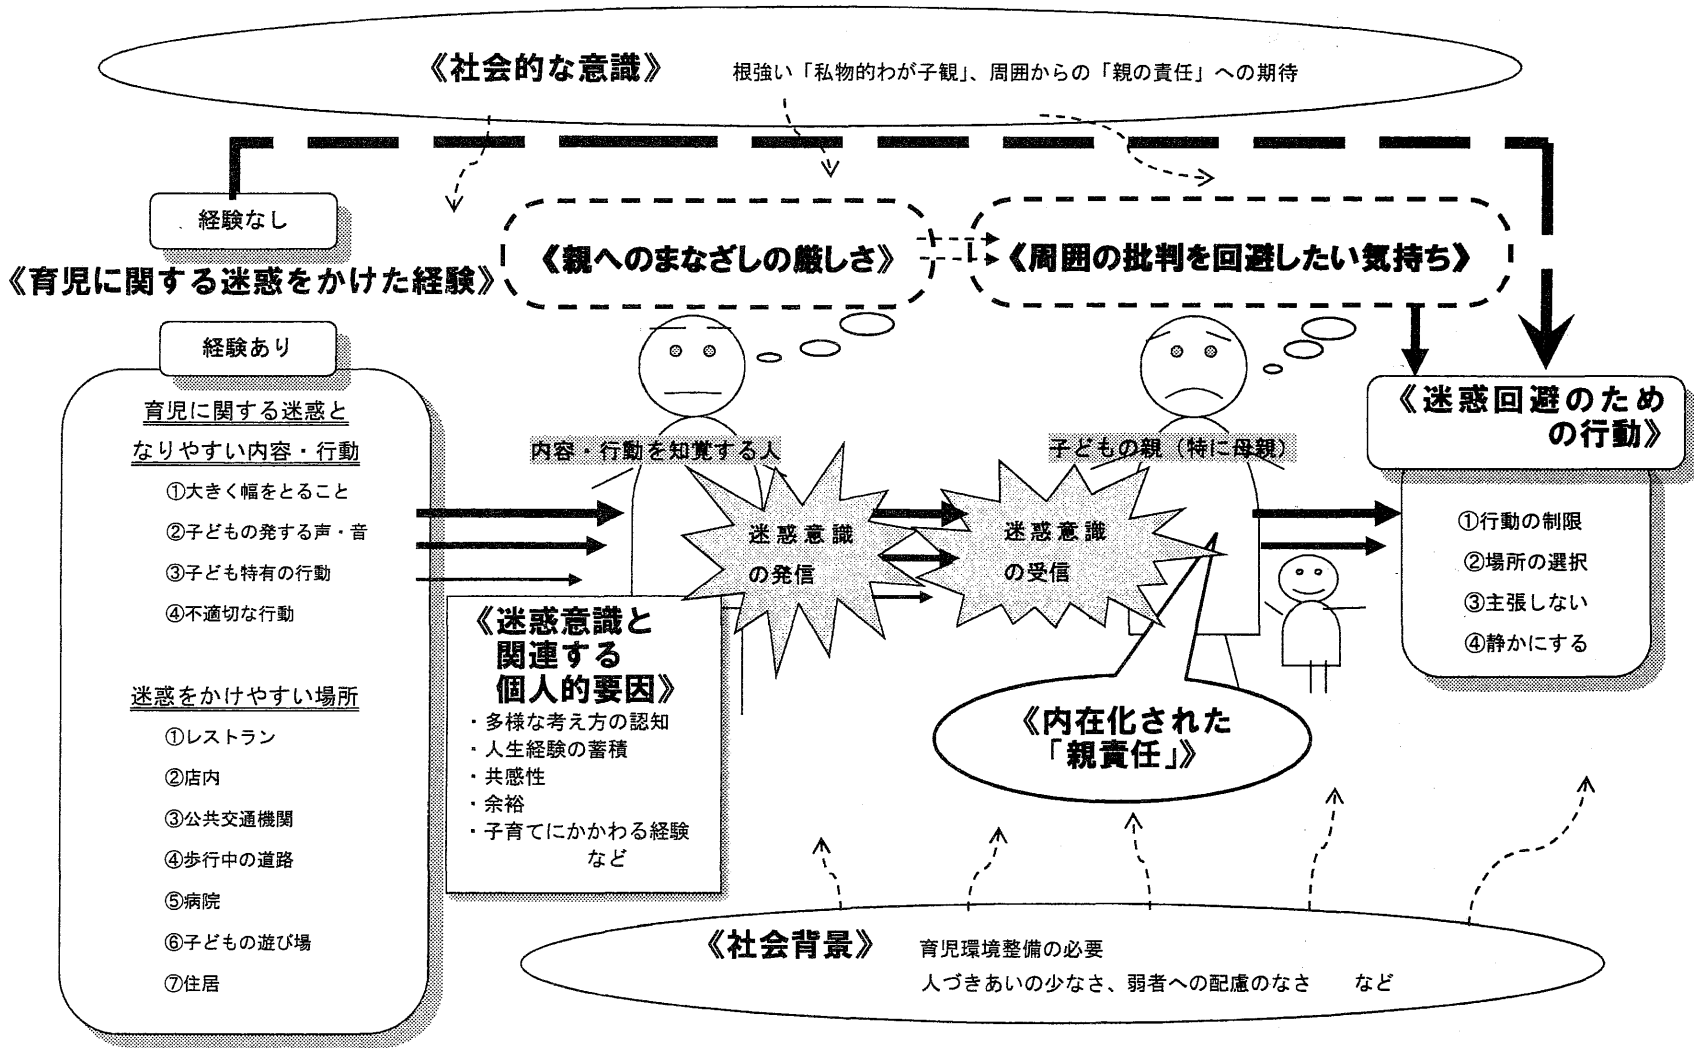 《社会的な意識》 根強い「私物的わが子観」、周囲からの「親の責任」への期待
経験なし
《育児に関する迷惑をかけた経験》
《親へのまなざしの厳しさ》
《周囲の批判を回避したい気持ち》
経験あり
育児に関する迷惑と
なりやすい内容・行動
①大きく幅をとること
②子どもの発する声・音
③子ども特有の行動
④不適切な行動
迷惑をかけやすい場所
①レストラン
②店内
③公共交通機関
④歩行中の道路
⑤病院
⑥子どもの遊び場
⑦住居
内容・行動を知覚する人
迷惑意識
の発信
《迷惑意識と
関連する
個人的要因》
・多様な考え方の認知
・人生経験の蓄積
・共感性
・余裕
・子育てにかかわる経験
など
子どもの親（特に母親）
迷惑意識
の受信
《内在化された
「親責任」》
《迷惑回避のため
の行動》
①行動の制限
②場所の選択
③主張しない
④静かにする
《社会背景》 育児環境整備の必要
人づきあいの少なさ、弱者への配慮のなさ など